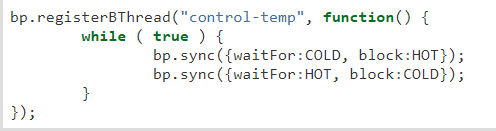 bp.registerBThread("control-temp", function() {
        while ( true ) {
                bp.sync({waitFor:COLD, block:HOT});
                bp.sync({waitFor:HOT, block:COLD});
        }
});